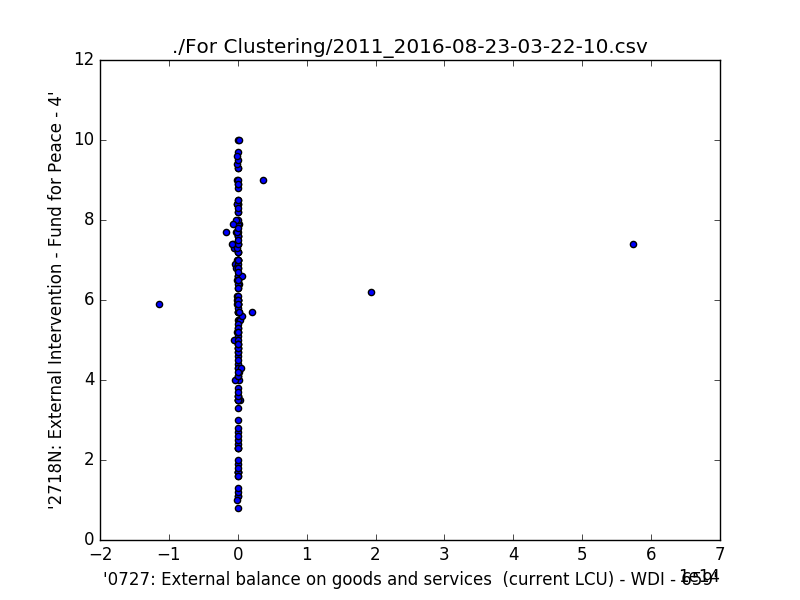 ./For Clustering/2011_2016-08-23-03-22-10.csv
12
10
8
6
4
2
0
'2718N: External Intervention - Fund for Peace - 4'
−2 −1 0 1 2 3 4 5 6 7
1e14
'0727: External balance on goods and services  (current LCU) - WDI - 659'